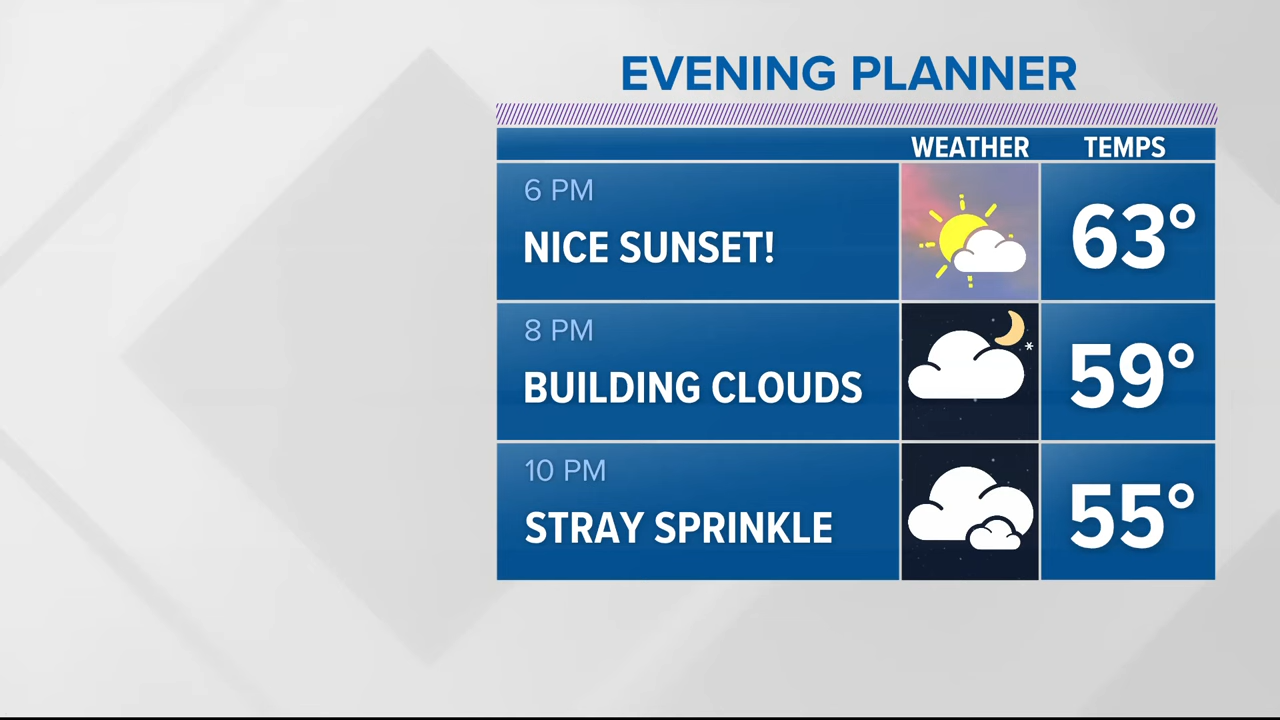 EVENING PLANNER
WEATHER TEMPS
6 PM
NICE SUNSET!
63°
8 PM
BUILDING CLOUDS
59°
10 PM
STRAY SPRINKLE
55°